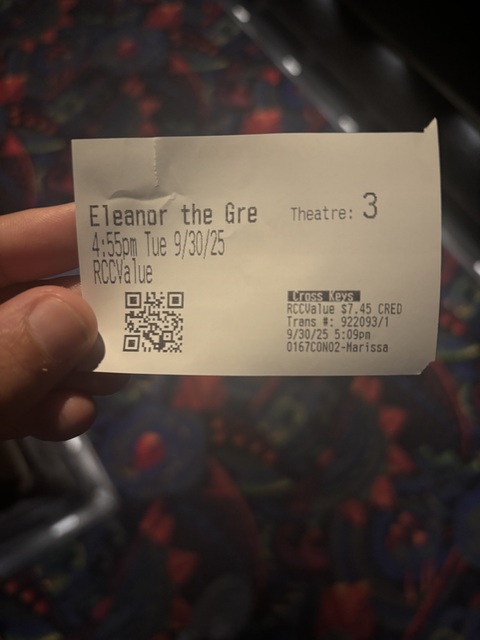 Eleanor the Gre
Theatre: 3
4:55pm Tue 9/30/25
RCCValue
Cross Keys
RCCValue $7.45 CRED
Trans #: 922093/1
9/30/25 5:09pm
0167CON02-Marissa